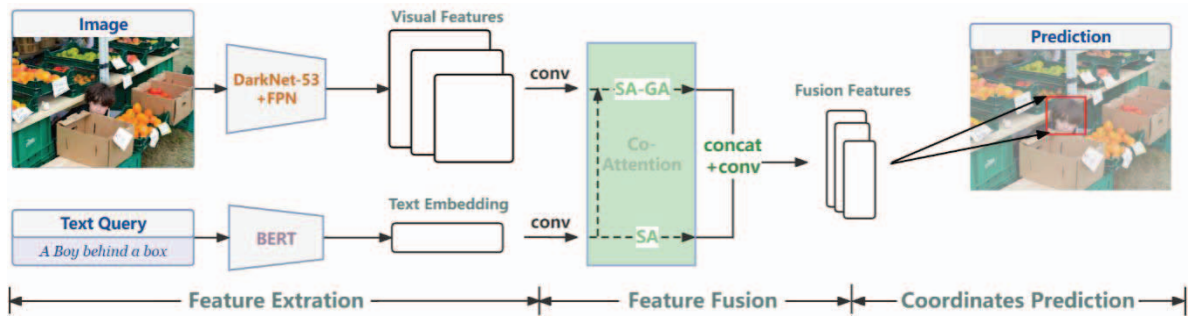 Image
Visual Features
Prediction
DarkNet-53
+FPN
conv
SA-GA
Fusion Features
Co-
Attention
concat
+conv
Text Query
A Boy behind a box
BERT
Text Embedding
conv
SA
Feature Extration
Feature Fusion
Coordinates Prediction